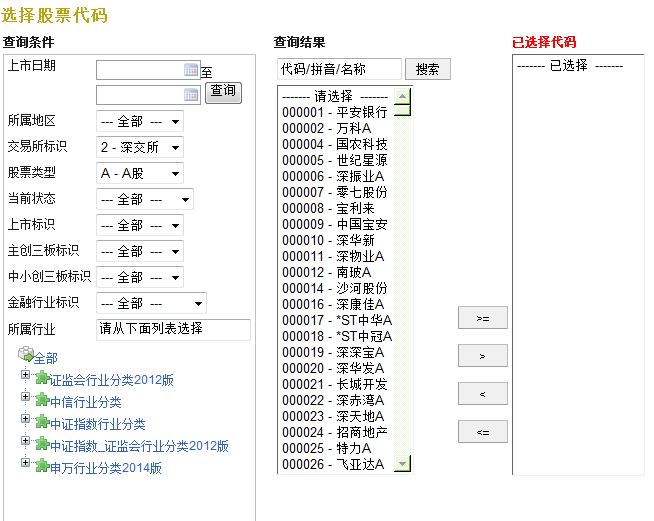 选择股票代码
查询条件
上市日期
至
查询
所属地区
--- 全部 ---
交易所标识
2 - 深交所
股票类型
A - A股
当前状态
--- 全部 ---
上市标识
--- 全部 ---
主创三板标识
--- 全部 ---
中小创三板标识
--- 全部 ---
金融行业标识
--- 全部 ---
所属行业
请从下面列表选择
全部
证监会行业分类2012版
中信行业分类
中证指数行业分类
中证指数_证监会行业分类2012版
申万行业分类2014版
查询结果
代码/拼音/名称
搜索
------- 请选择 -------
000001 - 平安银行
000002 - 万科A
000004 - 国农科技
000005 - 世纪星源
000006 - 深振业A
000007 - 零七股份
000008 - 宝利来
000009 - 中国宝安
000010 - 深华新
000011 - 深物业A
000012 - 南玻A
000014 - 沙河股份
000016 - 深康佳A
000017 - *ST中华A
000018 - *ST中冠A
000019 - 深深宝A
000020 - 深华发A
000021 - 长城开发
000022 - 深赤湾A
000023 - 深天地A
000024 - 招商地产
000025 - 特力A
000026 - 飞亚达A
>=
>
<
<=
已选择代码
------- 已选择 -------